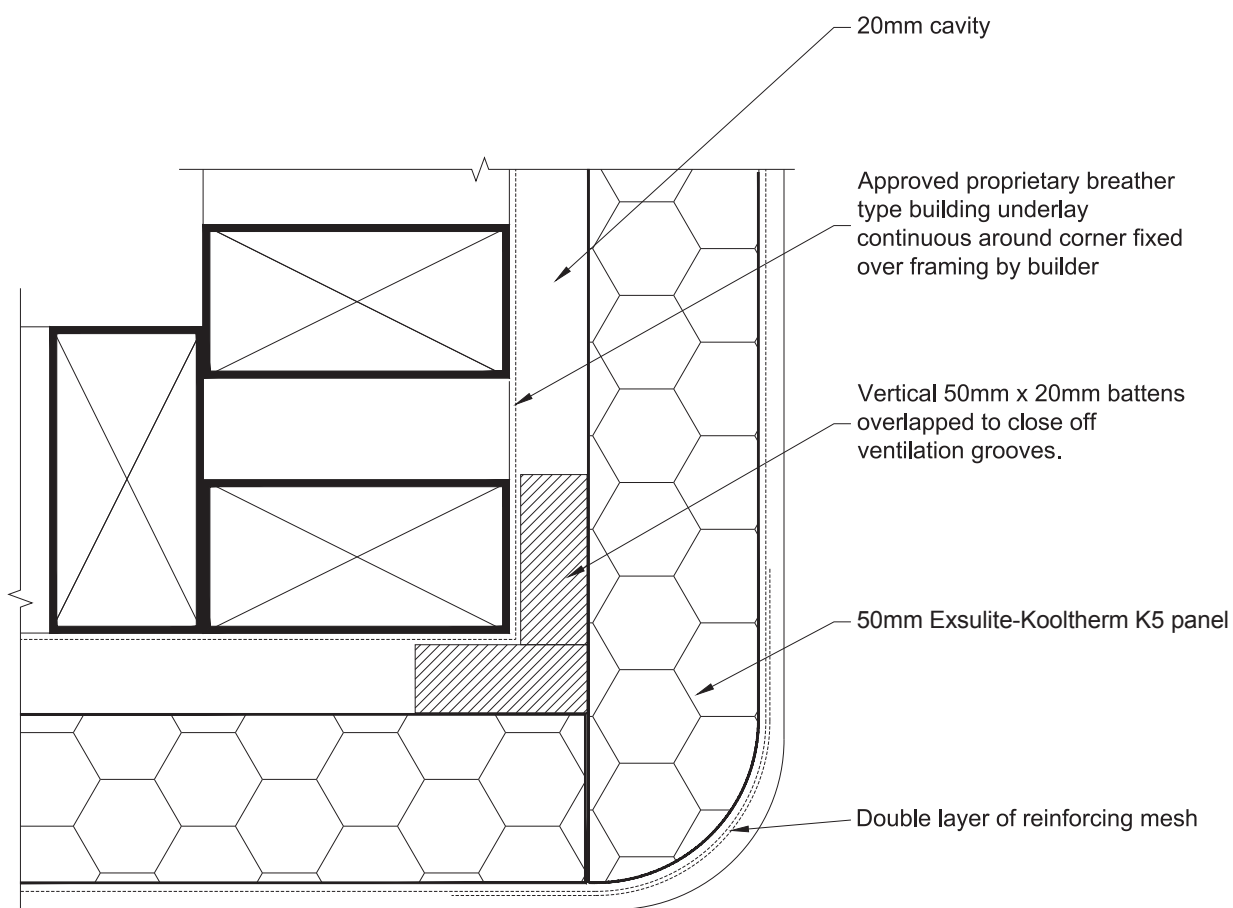 20mm cavity
Approved proprietary breather
type building underlay
continuous around corner fixed
over framing by builder
Vertical 50mm x 20mm battens
overlapped to close off
ventilation grooves.
50mm Exsulite-Kooltherm K5 panel
Double layer of reinforcing mesh